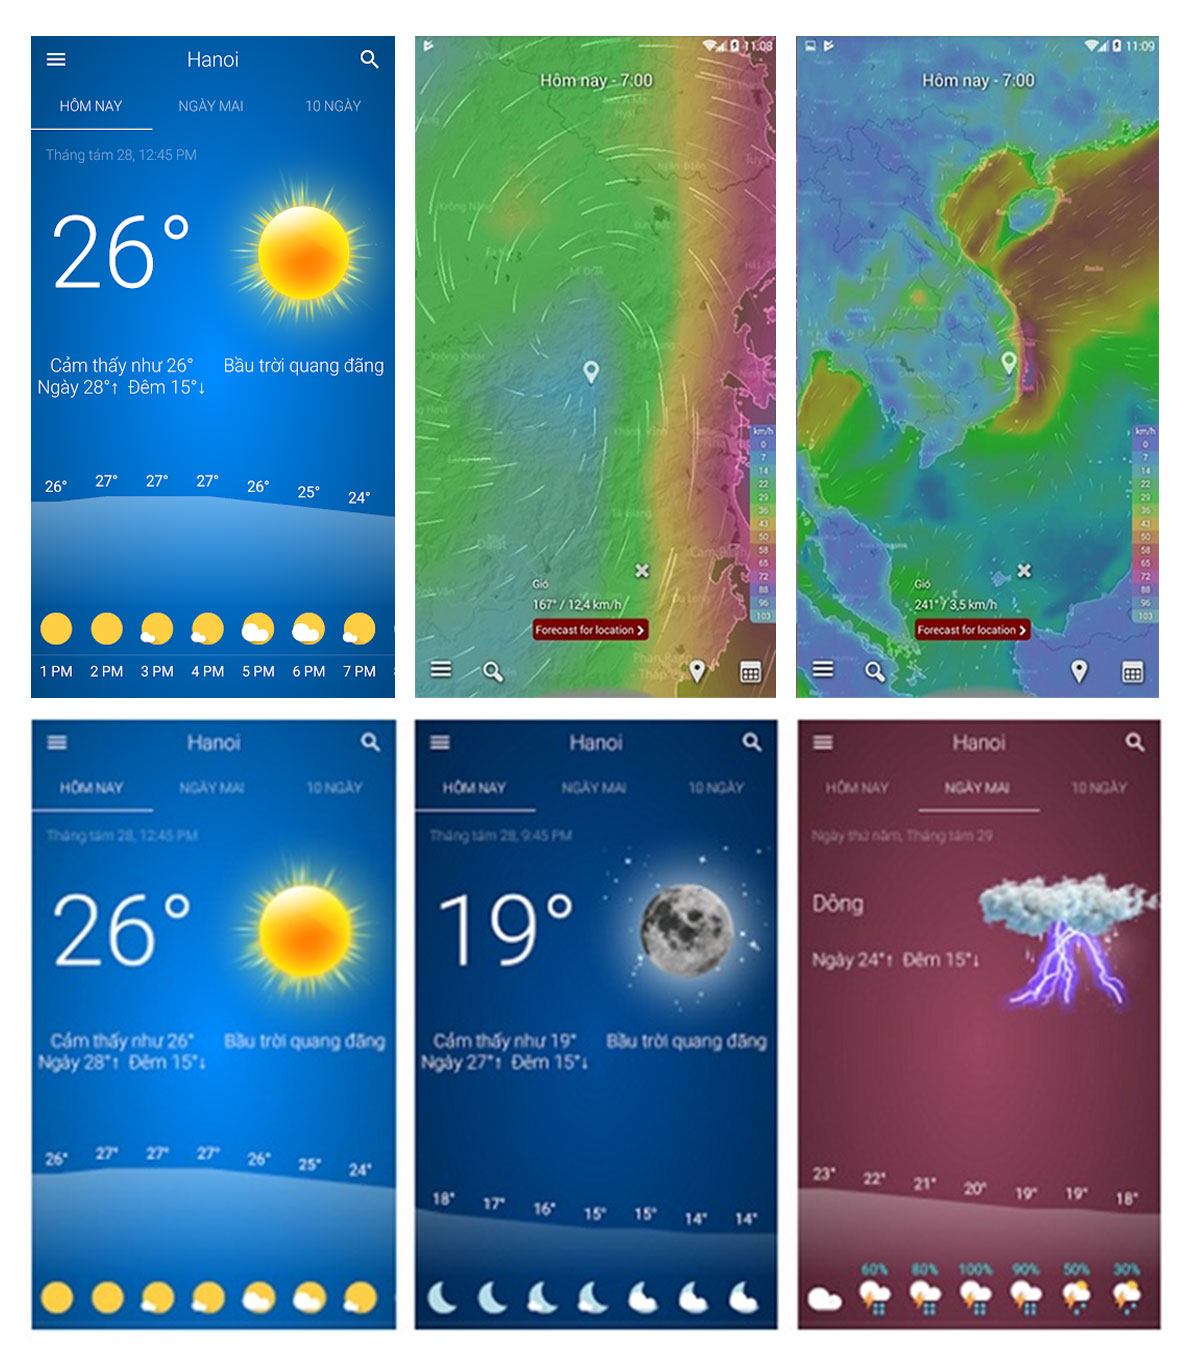 Hanoi
HÔM NAY NGÀY MAI 10 NGÀY
Tháng tám 28, 12:45 PM
26°
Cảm thấy như 26° Bầu trời quang đãng
Ngày 28°↑ Đêm 15°↓
26° 27° 27° 27° 26° 25° 24°
1 PM 2 PM 3 PM 4 PM 5 PM 6 PM 7 PM
11:08
Hôm nay - 7:00
Krông Năng
km/h
0
7
14
22
29
36
43
50
58
65
72
88
96
103
Gió
167° / 12,4 km/h
Forecast for location
Phan Rang
11:09
Hôm nay - 7:00
km/h
0
7
14
22
29
36
43
50
58
65
72
88
96
103
Gió
241° / 3,5 km/h
Forecast for location
Hanoi
HÔM NAY NGÀY MAI 10 NGÀY
Tháng tám 28, 12:45 PM
26°
Cảm thấy như 26° Bầu trời quang đãng
Ngày 28°↑ Đêm 15°↓
26° 27° 27° 27° 26° 25° 24°
Hanoi
HÔM NAY NGÀY MAI 10 NGÀY
Tháng tám 28, 9:45 PM
19°
Cảm thấy như 19° Bầu trời quang đãng
Ngày 27°↑ Đêm 15°↓
18° 17° 16° 15° 15° 14° 14°
Hanoi
HÔM NAY NGÀY MAI 10 NGÀY
Ngày thứ năm, Tháng tám 29
Dông
Ngày 24°↑ Đêm 15°↓
23° 22° 21° 20° 19° 19° 18°
60% 80% 100% 90% 50% 30%